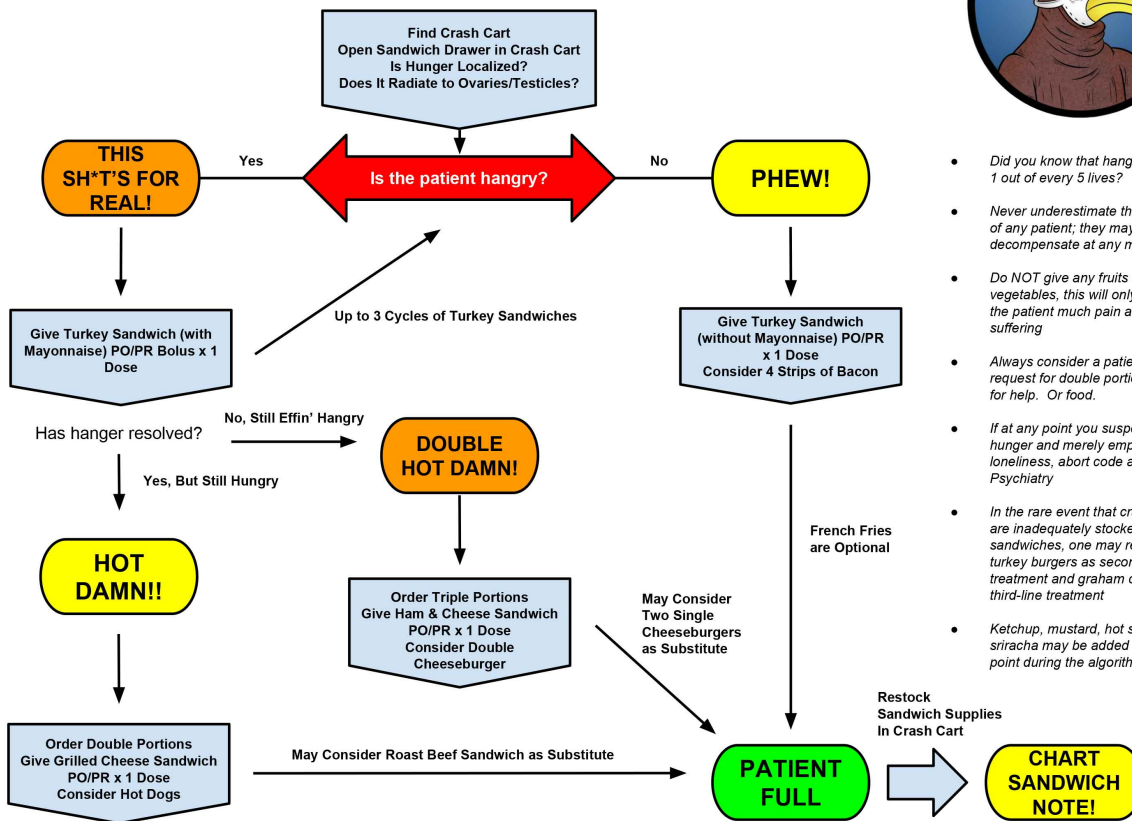 Find Crash Cart
Open Sandwich Drawer in Crash Cart
Is Hunger Localized?
Does It Radiate to Ovaries/Testicles?
THIS
SH*T'S FOR
REAL!
Yes
Is the patient hangry?
No
PHEW!
Give Turkey Sandwich (with
Mayonnaise) PO/PR Bolus x 1
Dose
Up to 3 Cycles of Turkey Sandwiches
Give Turkey Sandwich
(without Mayonnaise) PO/PR
x 1 Dose
Consider 4 Strips of Bacon
Has hanger resolved?
No, Still Effin' Hangry
Yes, But Still Hungry
DOUBLE
HOT DAMN!
HOT
DAMN!!
French Fries
are Optional
Order Triple Portions
Give Ham & Cheese Sandwich
PO/PR x 1 Dose
Consider Double
Cheeseburger
May Consider
Two Single
Cheeseburgers
as Substitute
Order Double Portions
Give Grilled Cheese Sandwich
PO/PR x 1 Dose
Consider Hot Dogs
May Consider Roast Beef Sandwich as Substitute
PATIENT
FULL
Restock
Sandwich Supplies
In Crash Cart
CHART
SANDWICH
NOTE!
Did you know that hang
1 out of every 5 lives?
Never underestimate th
of any patient; they may
decompensate at any m
Do NOT give any fruits
vegetables, this will only
the patient much pain a
suffering
Always consider a patie
request for double portio
for help. Or food.
If at any point you suspe
hunger and merely emp
loneliness, abort code a
Psychiatry
In the rare event that cr
are inadequately stocke
sandwiches, one may re
turkey burgers as secon
treatment and graham c
third-line treatment
Ketchup, mustard, hot s
sriracha may be added
point during the algorith